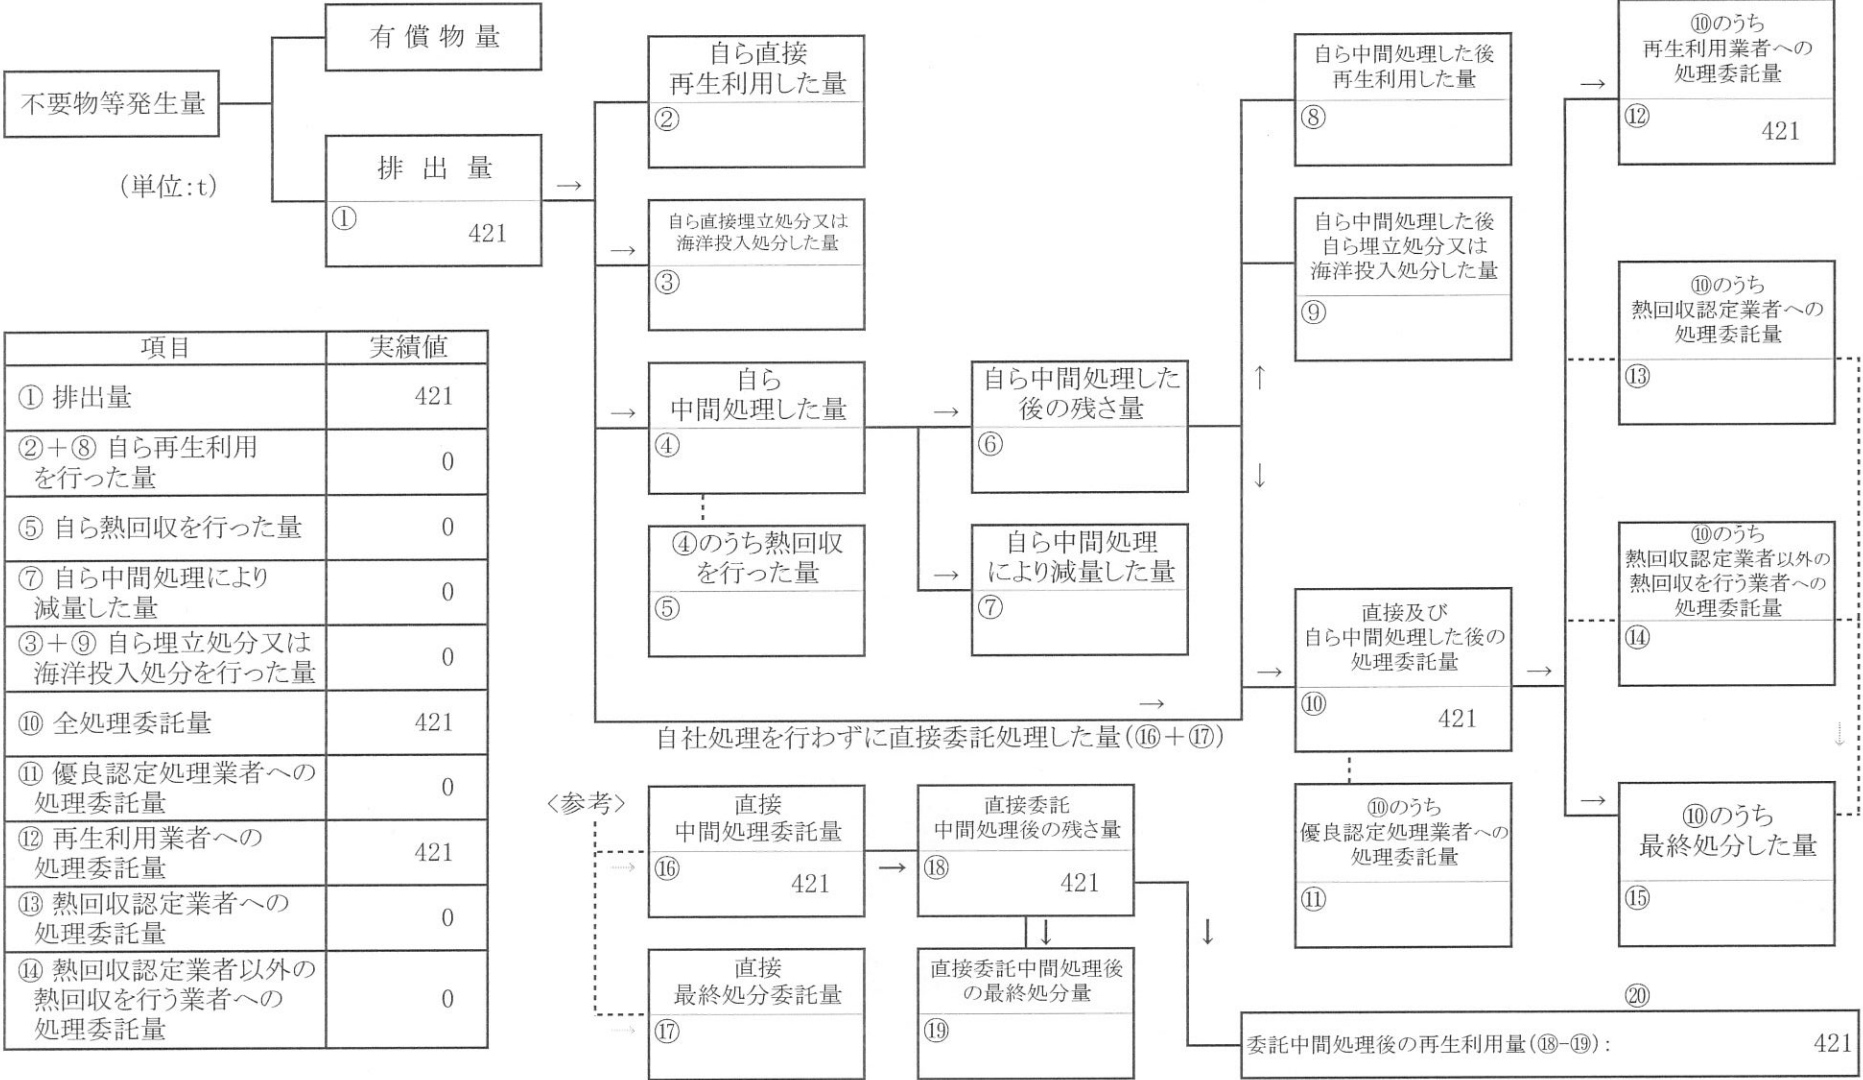 有償物量
不要物等発生量
(単位:t)
排出量
①
421
自ら直接
再生利用した量
②
自ら直接埋立処分又は
海洋投入処分した量
③
自ら
中間処理した量
④
④のうち熱回収
を行った量
⑤
自ら中間処理した
後の残さ量
⑥
自ら中間処理
により減量した量
⑦
自ら中間処理した後
再生利用した量
⑧
自ら中間処理した後
自ら埋立処分又は
海洋投入処分した量
⑨
直接及び
自ら中間処理した後の
処理委託量
⑩
421
⑩のうち
優良認定処理業者への
処理委託量
⑪
⑩のうち
再生利用業者への
処理委託量
⑫
421
⑩のうち
熱回収認定業者への
処理委託量
⑬
⑩のうち
熱回収認定業者以外の
熱回収を行う業者への
処理委託量
⑭
⑩のうち
最終処分した量
⑮
自社処理を行わずに直接委託処理した量(⑯+⑰)
<参考>
直接
中間処理委託量
⑯
421
直接
最終処分委託量
⑰
直接委託
中間処理後の残さ量
⑱
421
直接委託中間処理後
の最終処分量
⑲
⑳
委託中間処理後の再生利用量(⑱-⑲): 421
項目 実績値
① 排出量 421
②+⑧ 自ら再生利用
を行った量 0
⑤ 自ら熱回収を行った量 0
⑦ 自ら中間処理により
減量した量 0
③+⑨ 自ら埋立処分又は
海洋投入処分を行った量 0
⑩ 全処理委託量 421
⑪ 優良認定処理業者への
処理委託量 0
⑫ 再生利用業者への
処理委託量 421
⑬ 熱回収認定業者への
処理委託量 0
⑭ 熱回収認定業者以外の
熱回収を行う業者への 0
処理委託量